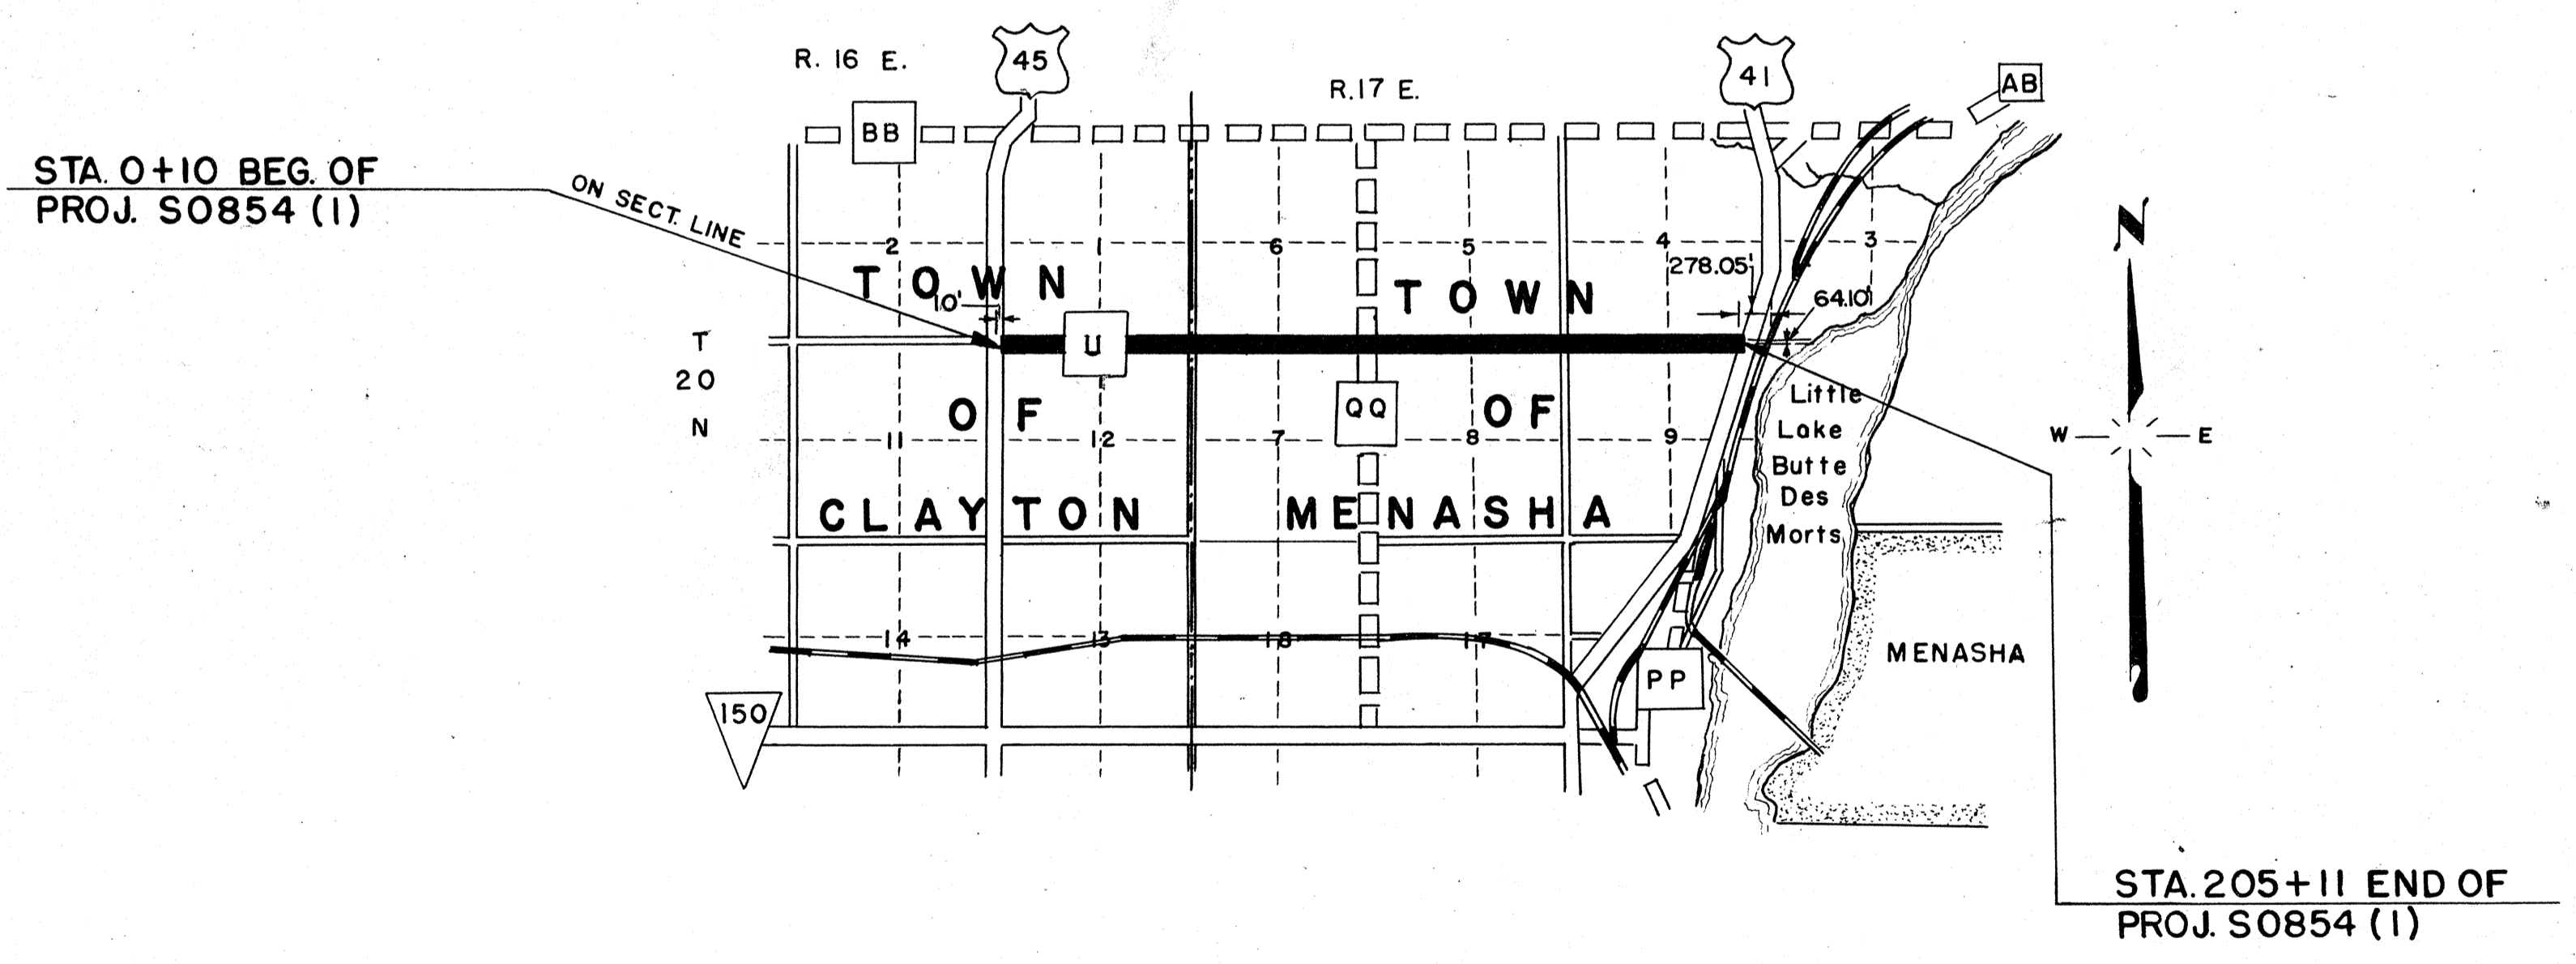 R. 16 E.
45
R.17 E.
41
AB
BB
STA. 0+10 BEG. OF
PROJ. S0854 (1)
ON SECT. LINE
2
1
6
5
4
3
278.05'
64.10'
10'
TOWN
TOWN
N
T
20
N
U
QQ
OF
OF
W
E
11
12
7
8
9
Little
Lake
Butte
Des
Morts
CLAYTON
MENASHA
14
13
18
17
MENASHA
PP
150
STA. 205+11 END OF
PROJ. S0854 (1)